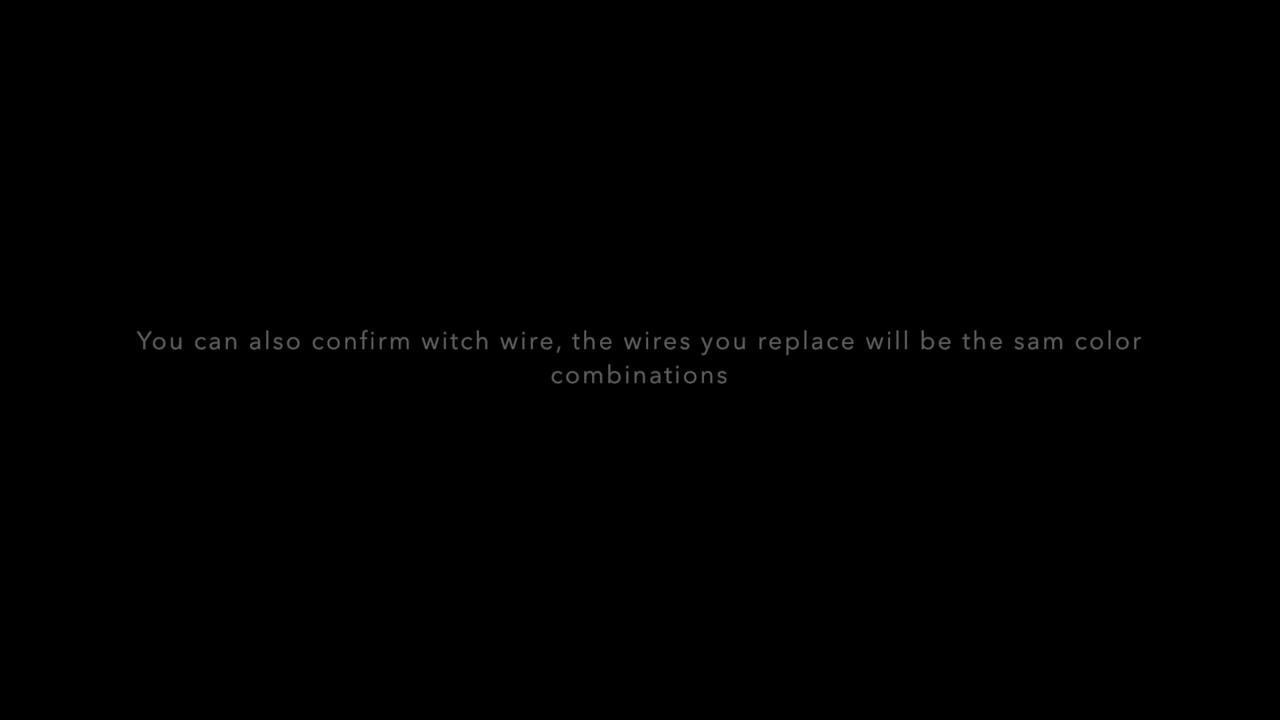 You can also confirm witch wire, the wires you replace will be the sam color
combinations